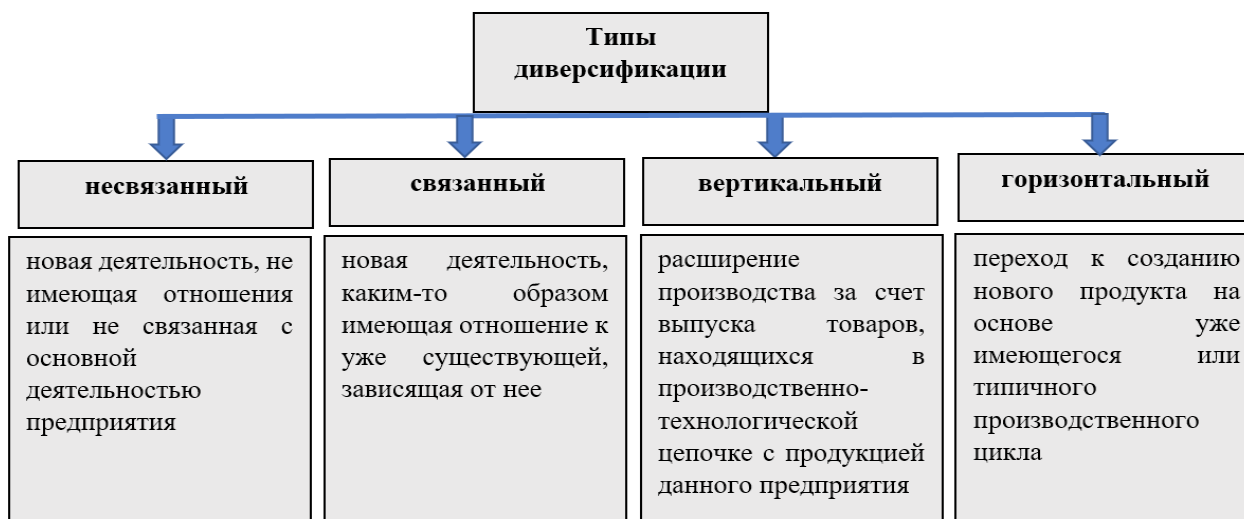 Типы
диверсификации
несвязанный
новая деятельность, не
имеющая отношения
или не связанная с
основной
деятельностью
предприятия
связанный
новая деятельность,
каким-то образом
имеющая отношение к
уже существующей,
зависящая от нее
вертикальный
расширение
производства за счет
выпуска товаров,
находящихся в
производственно-
технологической
цепочке с продукцией
данного предприятия
горизонтальный
переход к созданию
нового продукта на
основе уже
имеющегося или
типичного
производственного
цикла